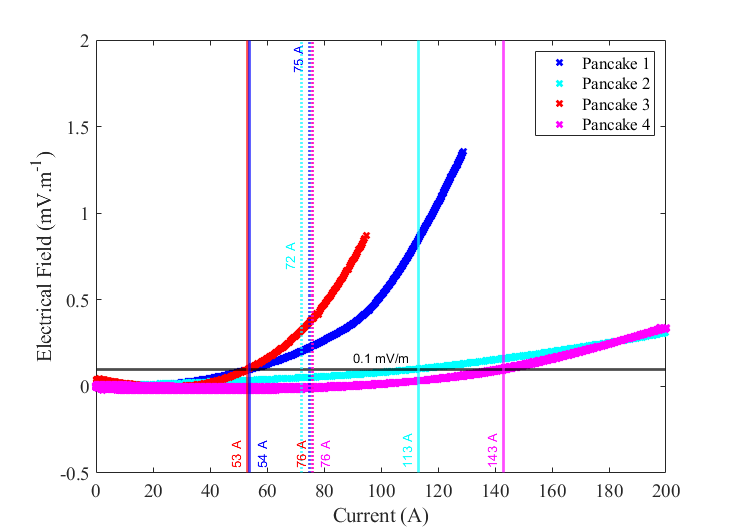 2
1.5
1
0.5
0
-0.5
Electrical Field (mV.m⁻¹)
0 20 40 60 80 100 120 140 160 180 200
Current (A)
Pancake 1
Pancake 2
Pancake 3
Pancake 4
75 A
72 A
0.1 mV/m
53 A
54 A
76 A
76 A
113 A
143 A